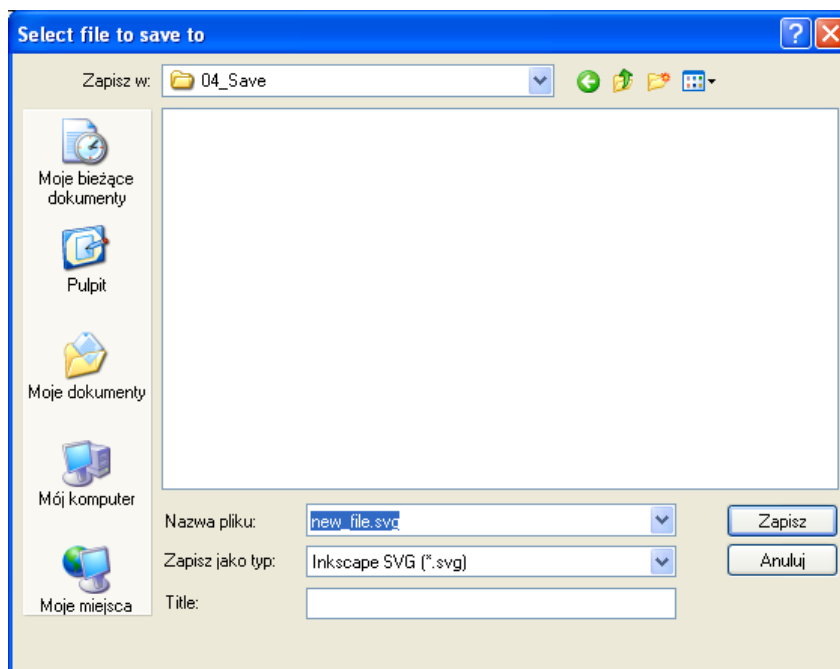 Select file to save to
Zapisz w:
04_Save
Moje bieżące
dokumenty
Pulpit
Moje dokumenty
Mój komputer
Moje miejsca
Nazwa pliku:
new_file.svg
Zapisz
Zapisz jako typ:
Inkscape SVG (*.svg)
Anuluj
Title: